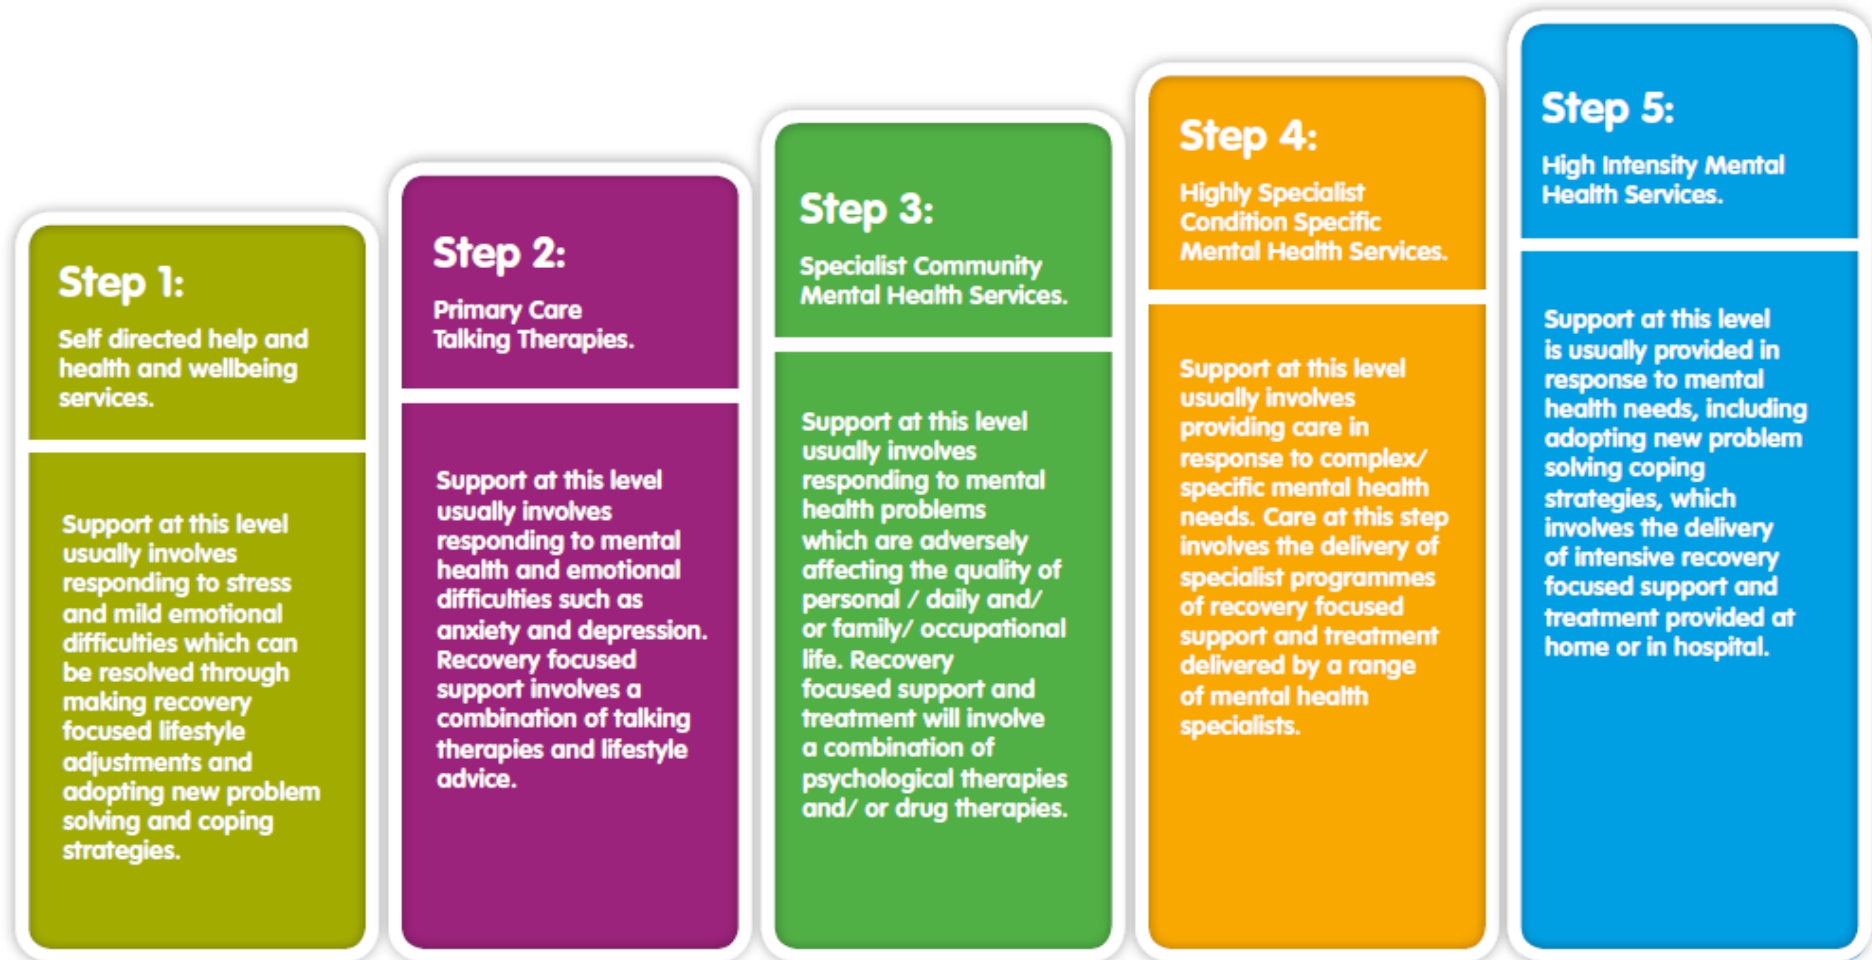 Step 1:
Self directed help and
health and wellbeing
services.
Support at this level
usually involves
responding to stress
and mild emotional
difficulties which can
be resolved through
making recovery
focused lifestyle
adjustments and
adopting new problem
solving and coping
strategies.
Step 2:
Primary Care
Talking Therapies.
Support at this level
usually involves
responding to mental
health and emotional
difficulties such as
anxiety and depression.
Recovery focused
support involves a
combination of talking
therapies and lifestyle
advice.
Step 3:
Specialist Community
Mental Health Services.
Support at this level
usually involves
responding to mental
health problems
which are adversely
affecting the quality of
personal / daily and/
or family/ occupational
life. Recovery
focused support and
treatment will involve
a combination of
psychological therapies
and/ or drug therapies.
Step 4:
Highly Specialist
Condition Specific
Mental Health Services.
Support at this level
usually involves
providing care in
response to complex/
specific mental health
needs. Care at this step
involves the delivery of
specialist programmes
of recovery focused
support and treatment
delivered by a range
of mental health
specialists.
Step 5:
High Intensity Mental
Health Services.
Support at this level
is usually provided in
response to mental
health needs, including
adopting new problem
solving coping
strategies, which
involves the delivery
of intensive recovery
focused support and
treatment provided at
home or in hospital.